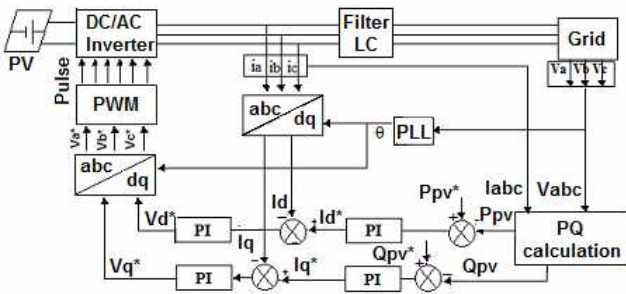 PV
DC/AC
Inverter
Filter
LC
Grid
Va Vb Vc
ia ib ic
Pulse
PWM
Va* Vb* Vc*
abc
dq
abc
dq
θ
PLL
Iabc
Vabc
Id
Iq
Vd*
PI
Id*
PI
Ppv*
Ppv
PQ
calculation
Vq*
PI
Iq*
PI
Qpv*
Qpv